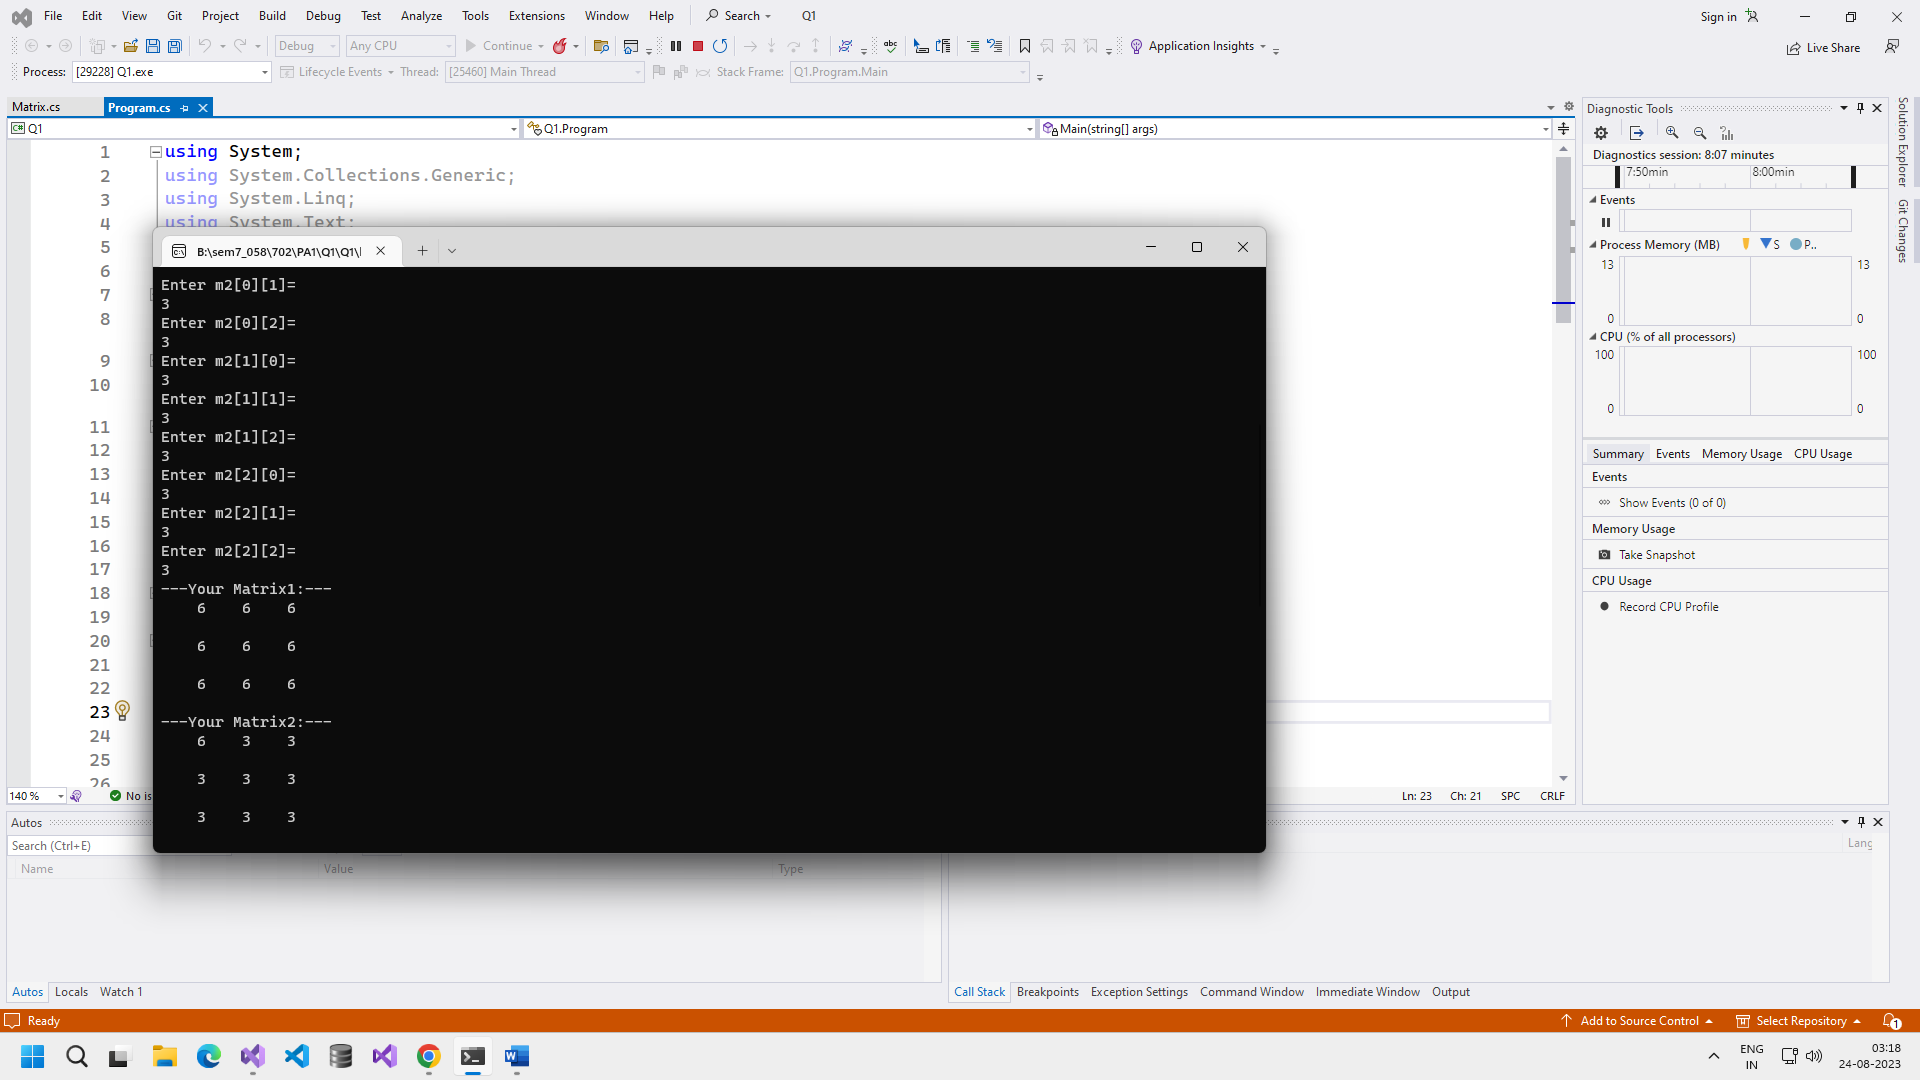 File Edit View Git Project Build Debug Test Analyze Tools Extensions Window Help Search Q1 Sign in
Debug Any CPU Continue Application Insights Live Share
Process: [29228] Q1.exe Lifecycle Events Thread: [25460] Main Thread Stack Frame: Q1.Program.Main
Matrix.cs Program.cs
Q1 Q1.Program Main(string[] args)
1 using System;
2 using System.Collections.Generic;
3 using System.Linq;
4 using System.Text;
5
6
7
8
9
10
11
12
13
14
15
16
17
18
19
20
21
22
23
24
25
26
B:\sem7_058\702\PA1\Q1\Q1\
Enter m2[0][1]=
3
Enter m2[0][2]=
3
Enter m2[1][0]=
3
Enter m2[1][1]=
3
Enter m2[1][2]=
3
Enter m2[2][0]=
3
Enter m2[2][1]=
3
Enter m2[2][2]=
3
---Your Matrix1:---
6 6 6
6 6 6
6 6 6
---Your Matrix2:---
6 3 3
3 3 3
3 3 3
140 % No is Ln: 23 Ch: 21 SPC CRLF
Diagnostic Tools
Diagnostics session: 8:07 minutes
7:50min 8:00min
Events
Process Memory (MB) S P..
13 13
0 0
CPU (% of all processors)
100 100
0 0
Summary Events Memory Usage CPU Usage
Events
Show Events (0 of 0)
Memory Usage
Take Snapshot
CPU Usage
Record CPU Profile
Solution Explorer
Git Changes
Autos
Search (Ctrl+E)
Name Value Type
Lang
Autos Locals Watch 1
Call Stack Breakpoints Exception Settings Command Window Immediate Window Output
Ready Add to Source Control Select Repository 1
ENG
IN
03:18
24-08-2023